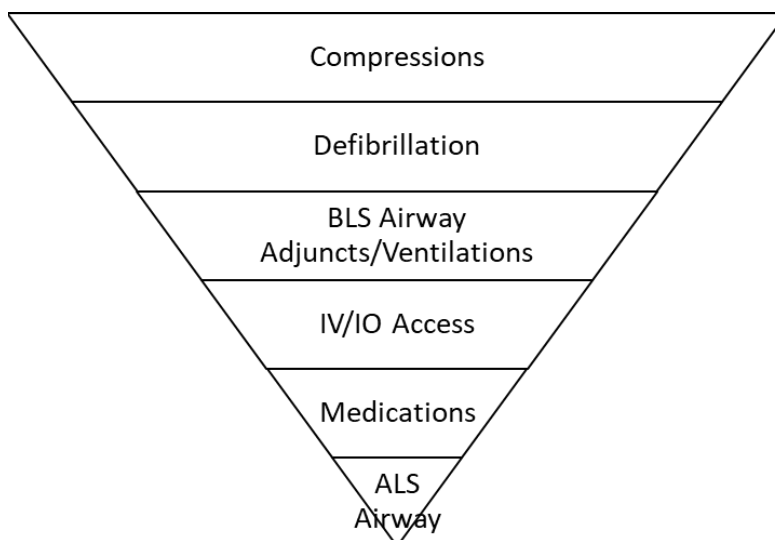 Compressions
Defibrillation
BLS Airway
Adjuncts/Ventilations
IV/IO Access
Medications
ALS
Airway